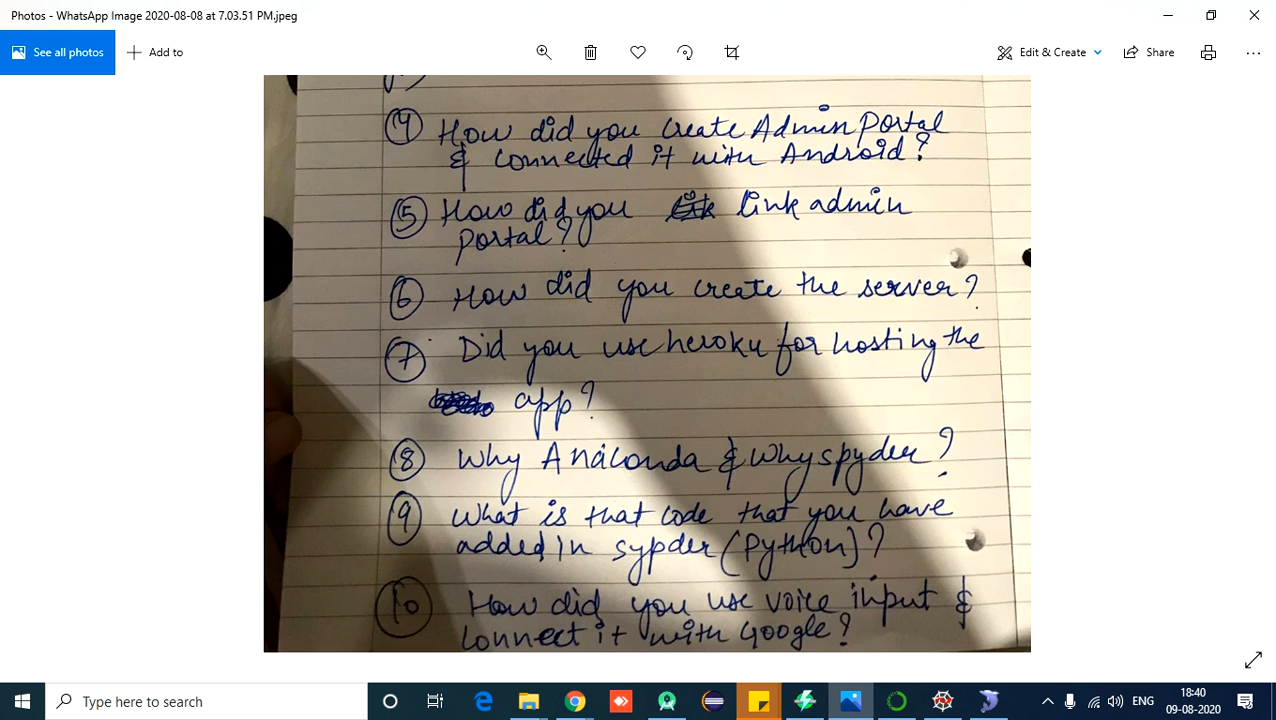 Photos - WhatsApp Image 2020-08-08 at 7.03.51 PM.jpeg
See all photos
Add to
Edit & Create
Share
4 How did you create Admin Portal
& connected it with Android?
5 How did you link admin
portal?
6 How did you create the server?
7 Did you use heroku for hosting the
app?
8 Why Anaconda & why spyder?
9 What is that code that you have
added in sypder (Python)?
10 How did you use voice input &
connect it with Google?
Type here to search
ENG
18:40
09-08-2020